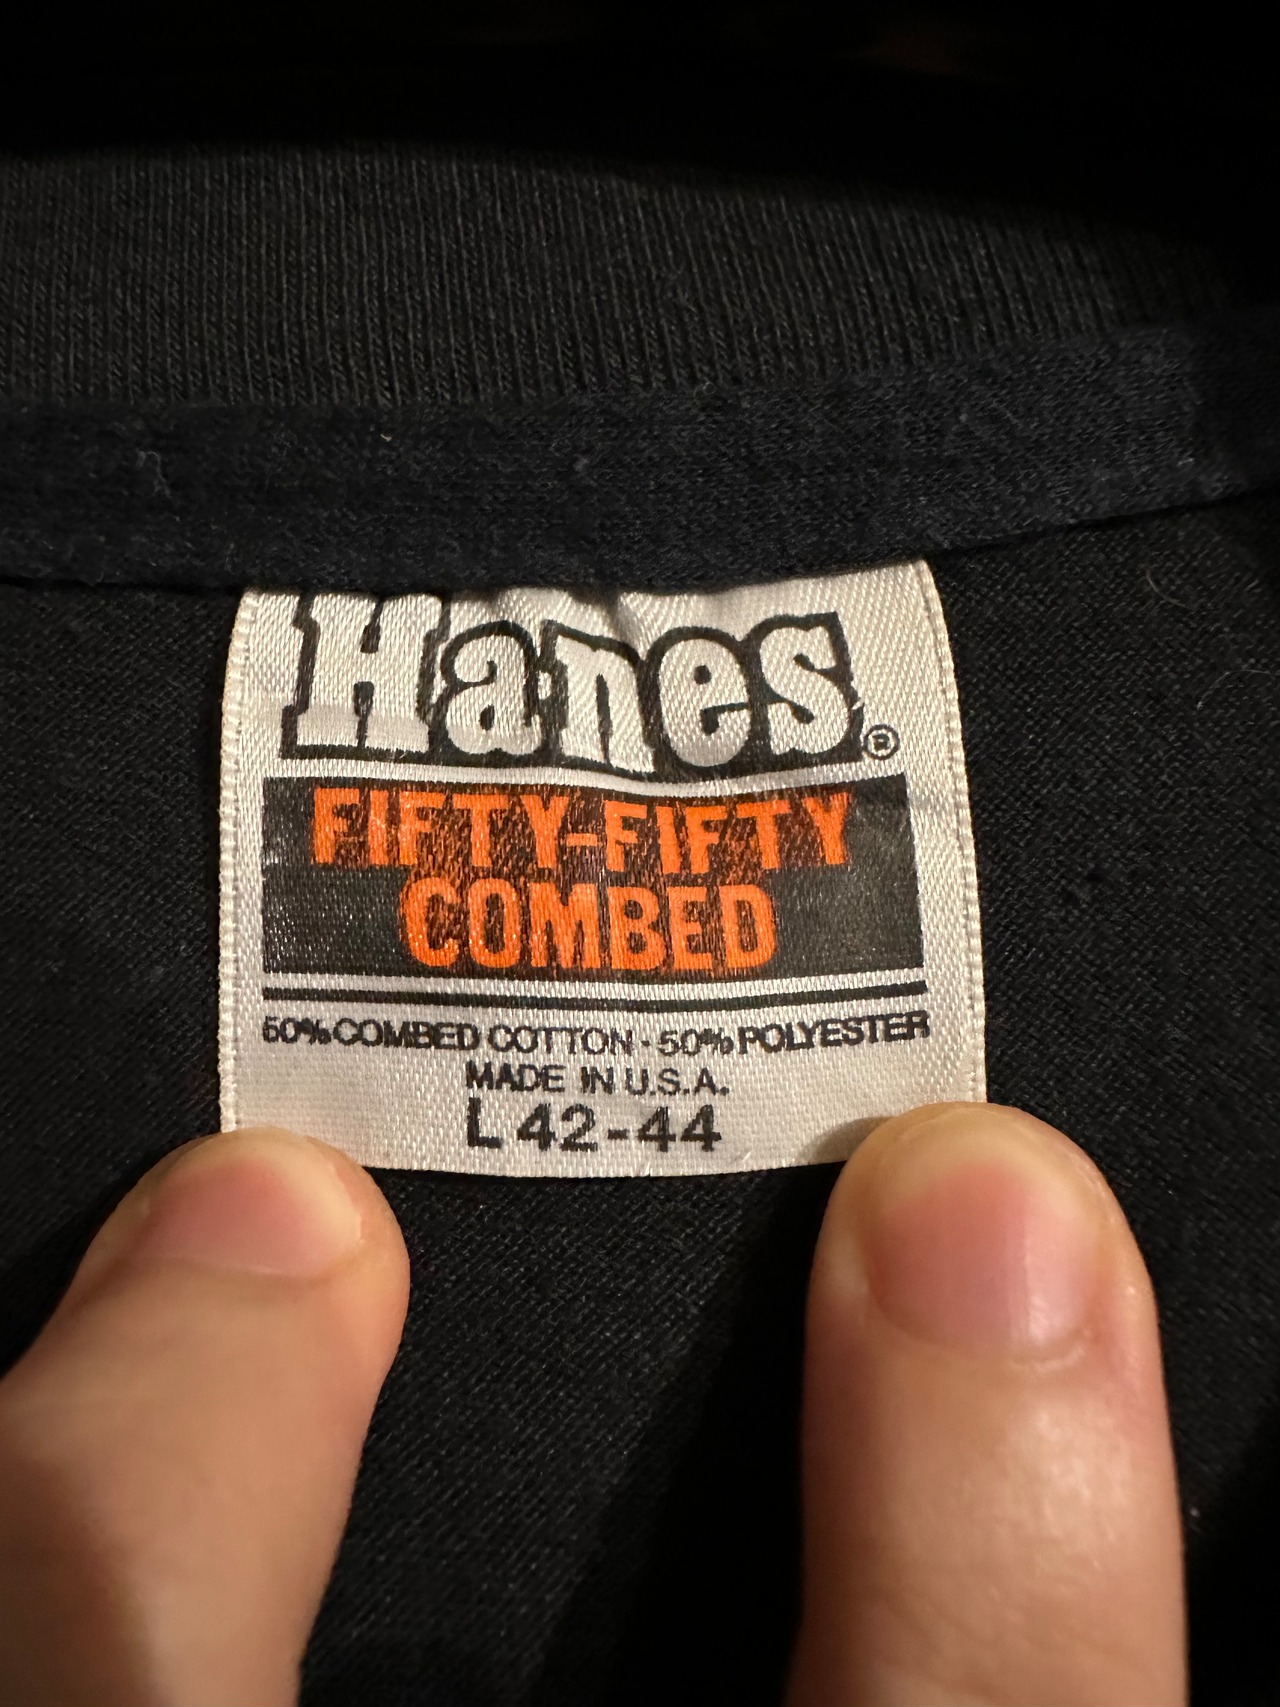 Hanes®
FIFTY-FIFTY
COMBED
50% COMBED COTTON · 50% POLYESTER
MADE IN U.S.A.
L 42-44